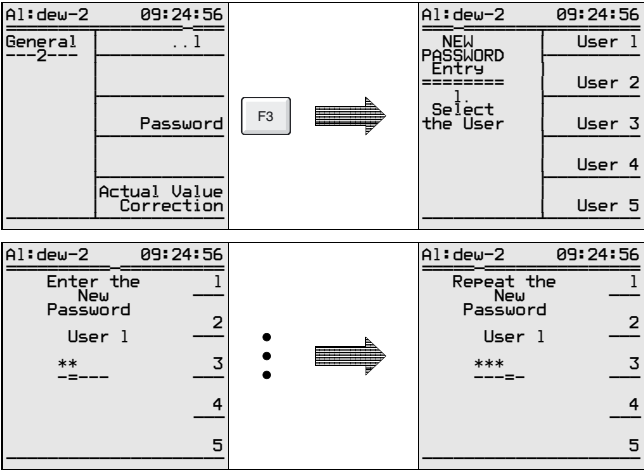 Al:dew-2 09:24:56
General
---2---
..1
Password
Actual Value
Correction
F3
Al:dew-2 09:24:56
NEW
PASSWORD
Entry
========
1.
Select
the User
User 1
User 2
User 3
User 4
User 5
Al:dew-2 09:24:56
Enter the
New
Password
User 1
**
-=---
1
2
3
4
5
Al:dew-2 09:24:56
Repeat the
New
Password
User 1
***
---=-
1
2
3
4
5